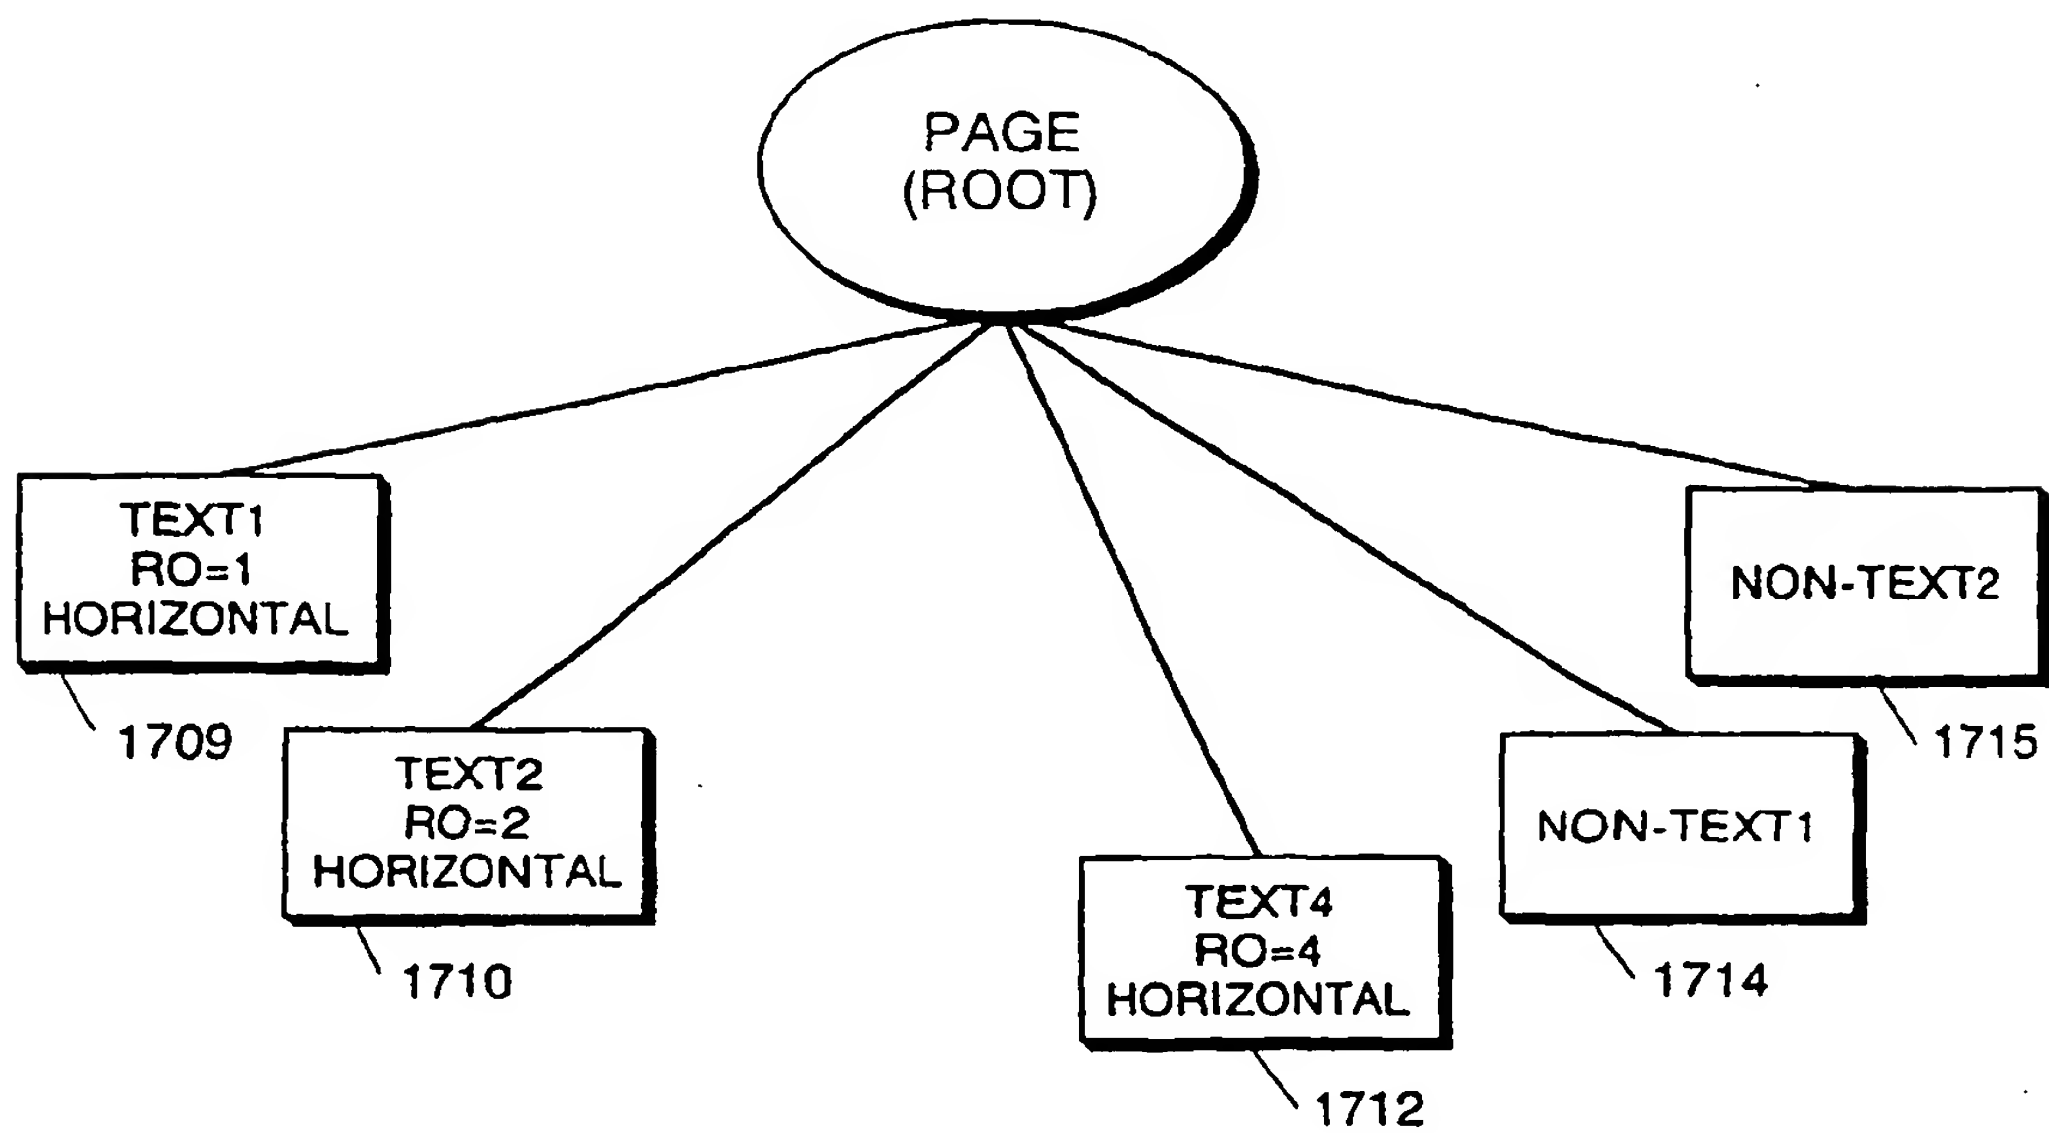 PAGE
(ROOT)
TEXT1
RO=1
HORIZONTAL
1709
TEXT2
RO=2
HORIZONTAL
1710
TEXT4
RO=4
HORIZONTAL
1712
NON-TEXT1
1714
NON-TEXT2
1715